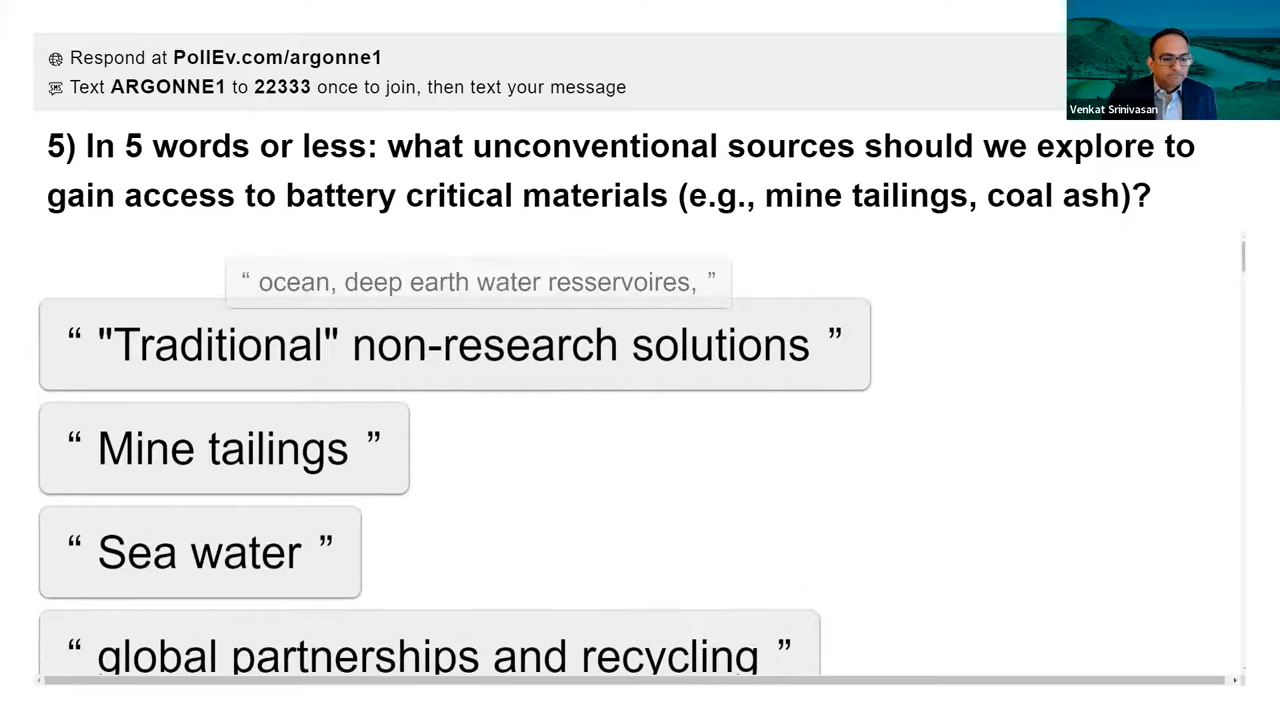 Respond at PollEv.com/argonne1
Text ARGONNE1 to 22333 once to join, then text your message
Venkat Srinivasan
5) In 5 words or less: what unconventional sources should we explore to
gain access to battery critical materials (e.g., mine tailings, coal ash)?
“ ocean, deep earth water resservoires, ”
“ "Traditional" non-research solutions ”
“ Mine tailings ”
“ Sea water ”
“ global partnerships and recycling ”